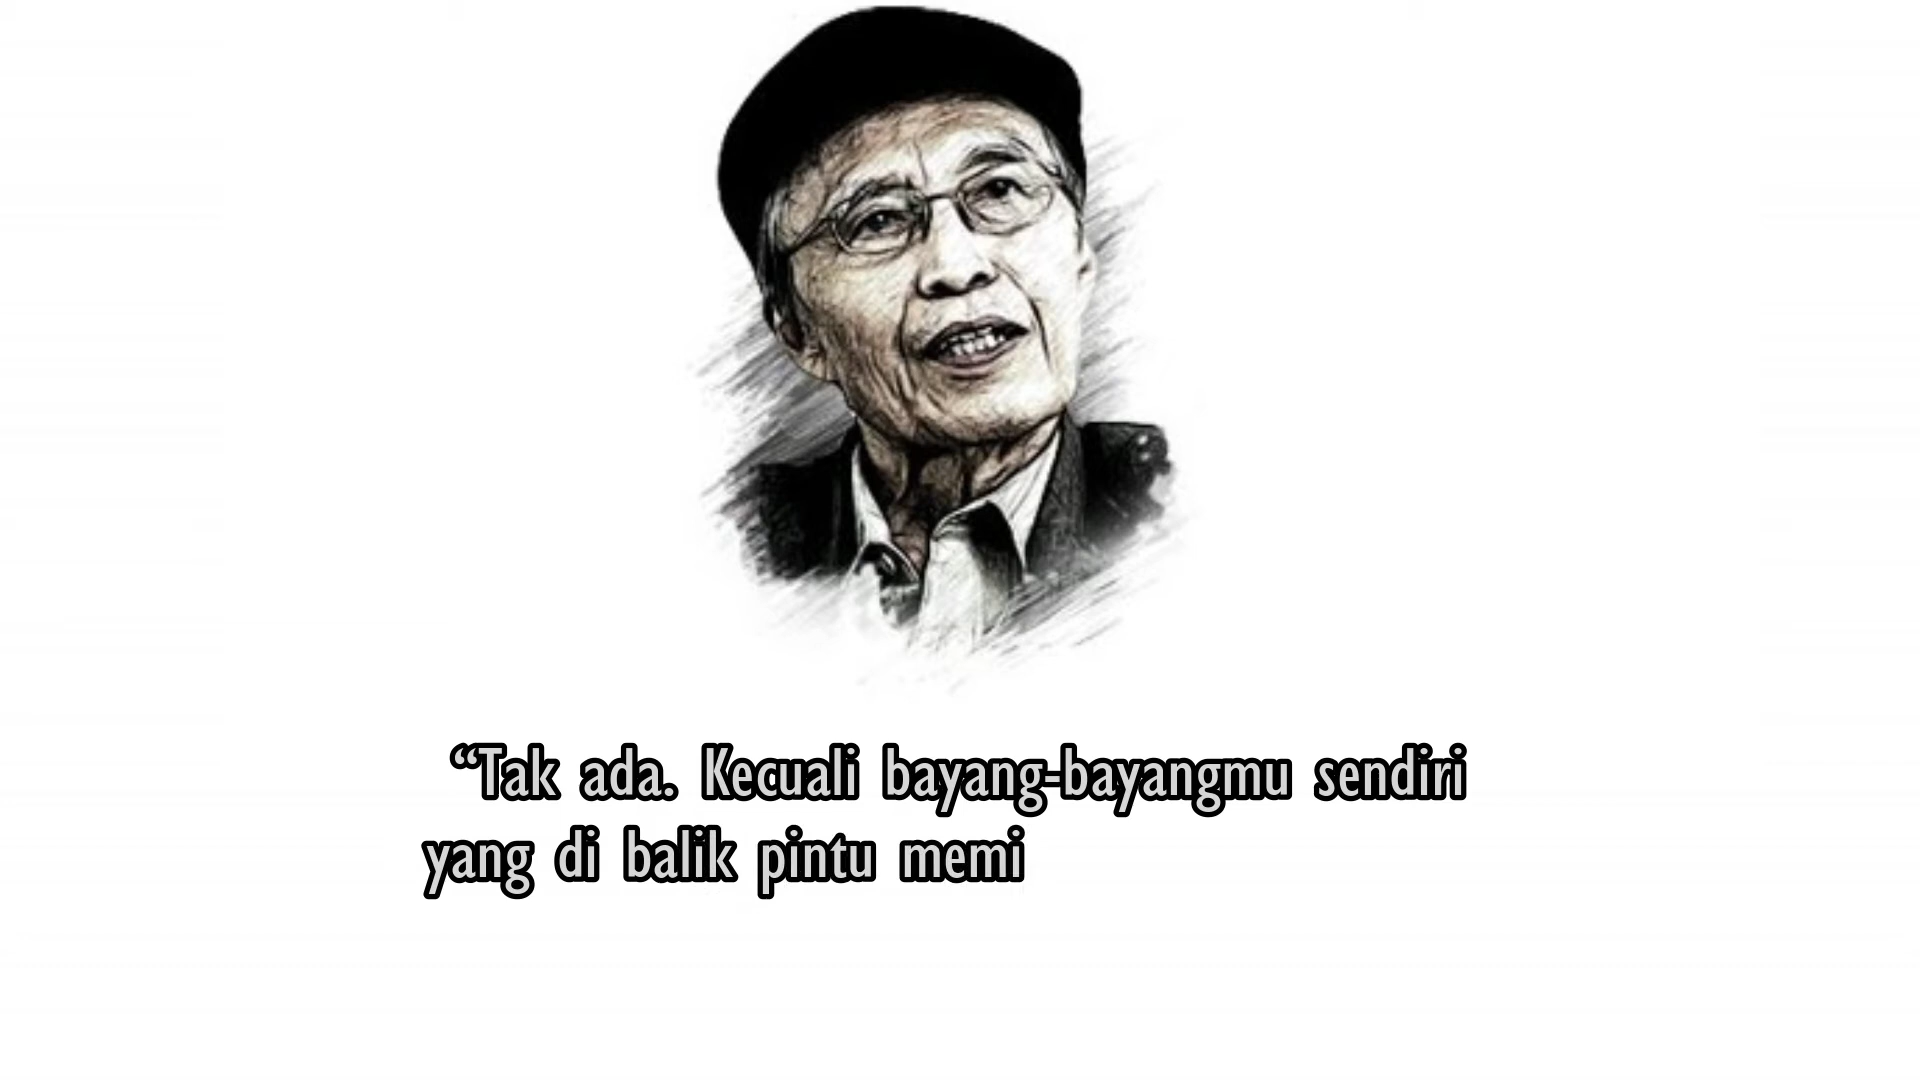 “Tak ada. Kecuali bayang-bayangmu sendiri
yang di balik pintu memi